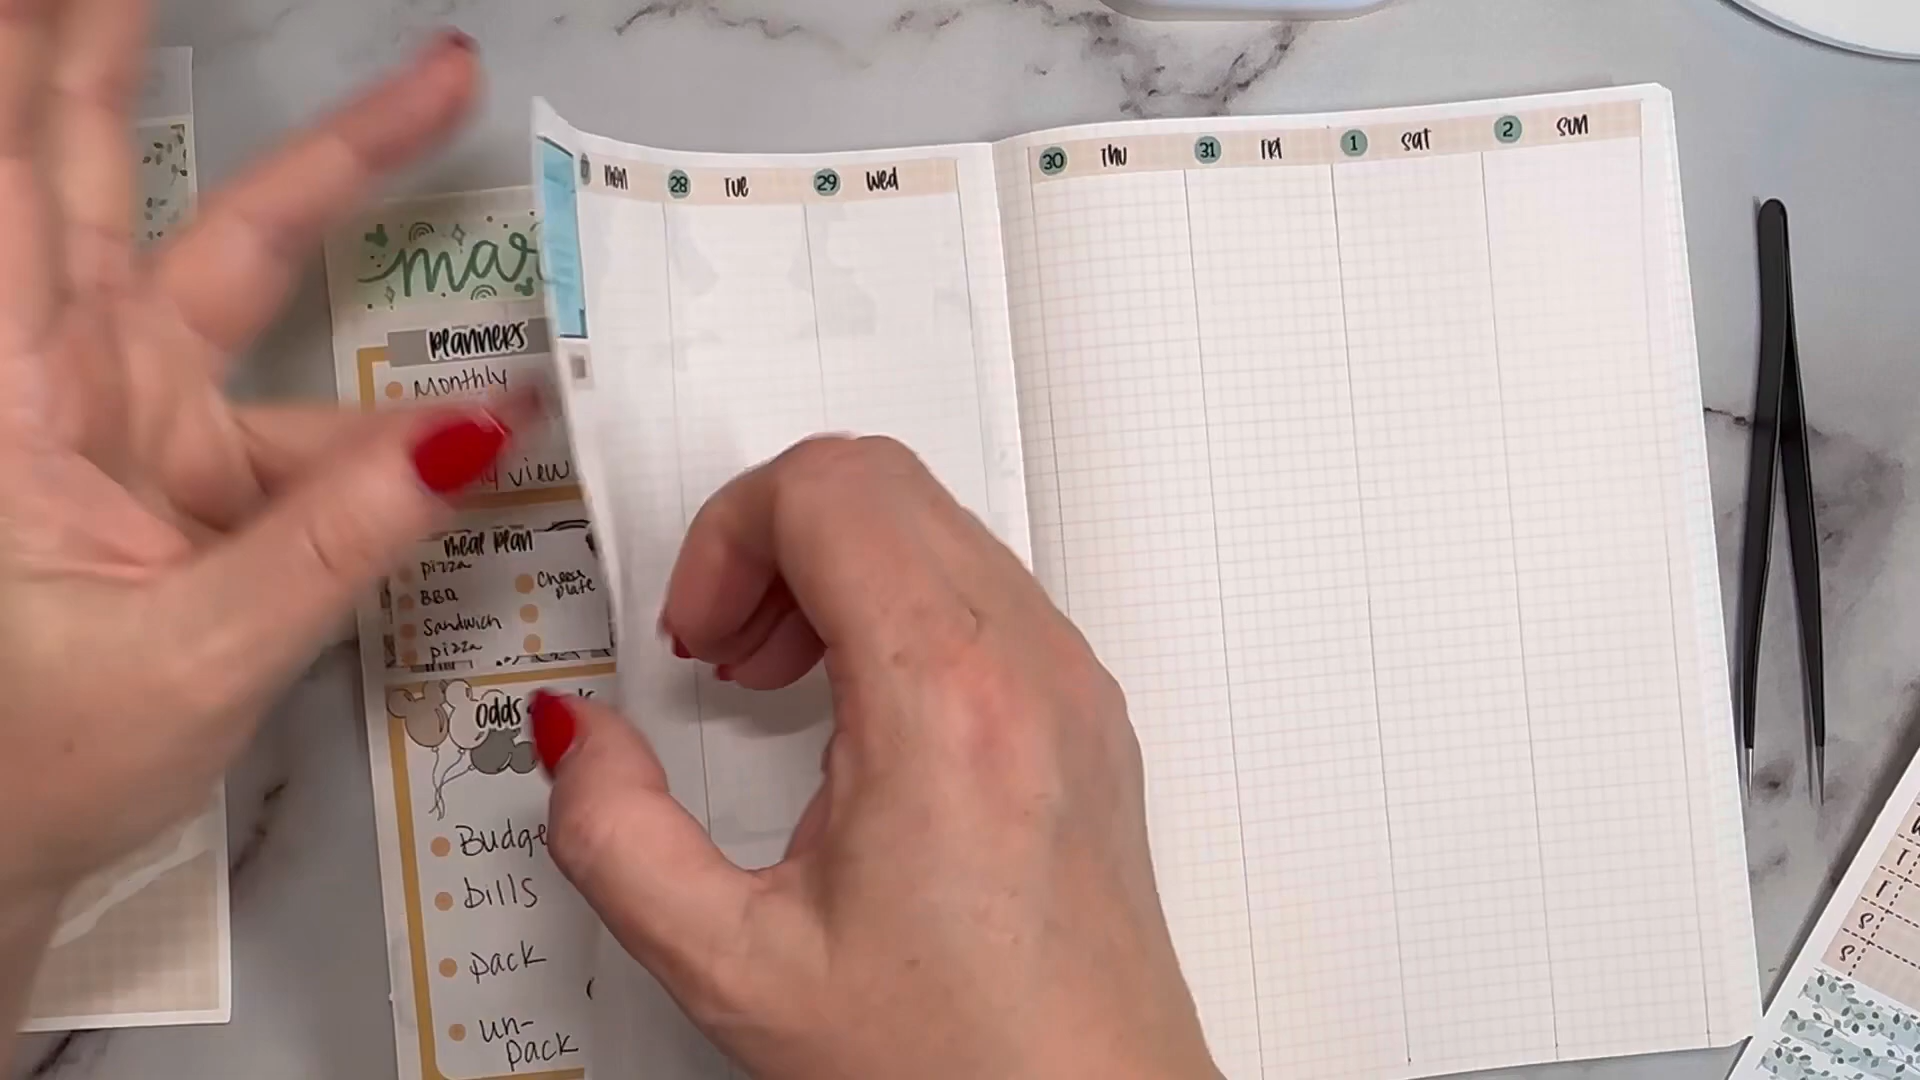 mon 28 Tue 29 Wed 30 Thu 31 Fri 1 Sat 2 Sun
mar
planners
Monthly
view
meal plan
pizza
BBQ
Sandwich
pizza
Cheese
plate
odds
Budge
bills
pack
un-
pack
T
T
S
S